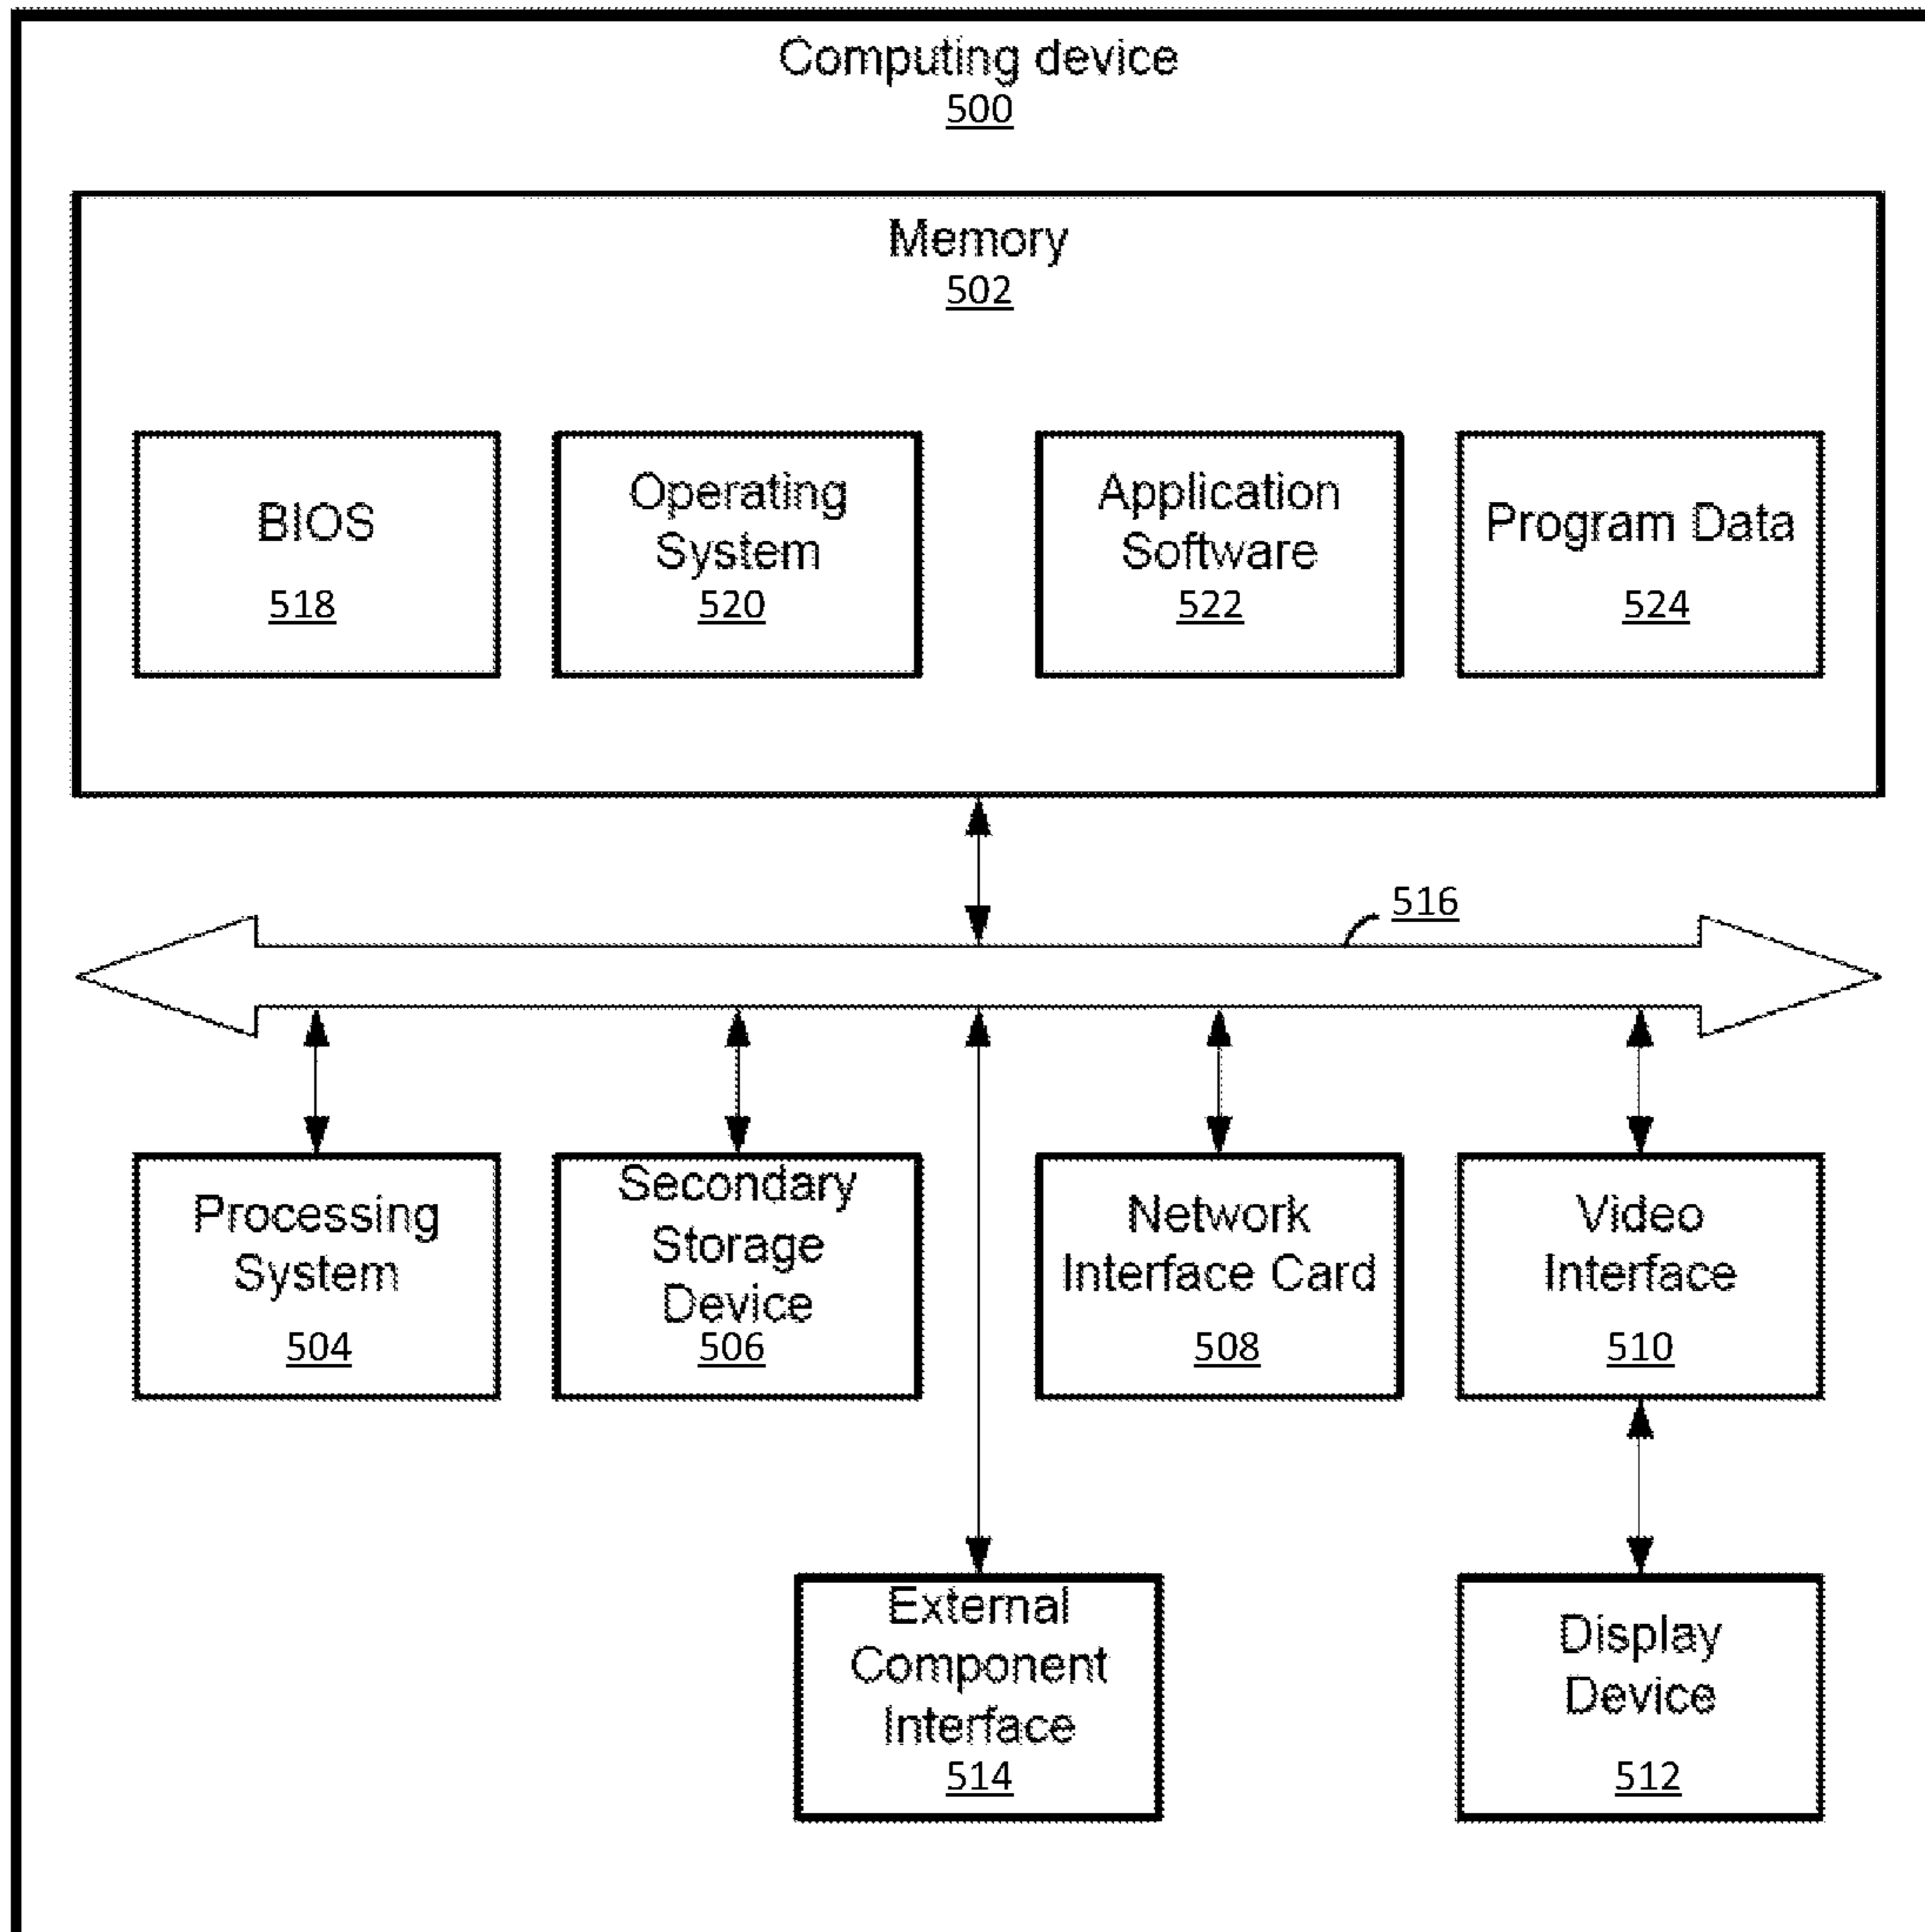 Computing device
500
Memory
502
BIOS
518
Operating
System
520
Application
Software
522
Program Data
524
516
Processing
System
504
Secondary
Storage
Device
506
Network
Interface Card
508
Video
Interface
510
External
Component
Interface
514
Display
Device
512